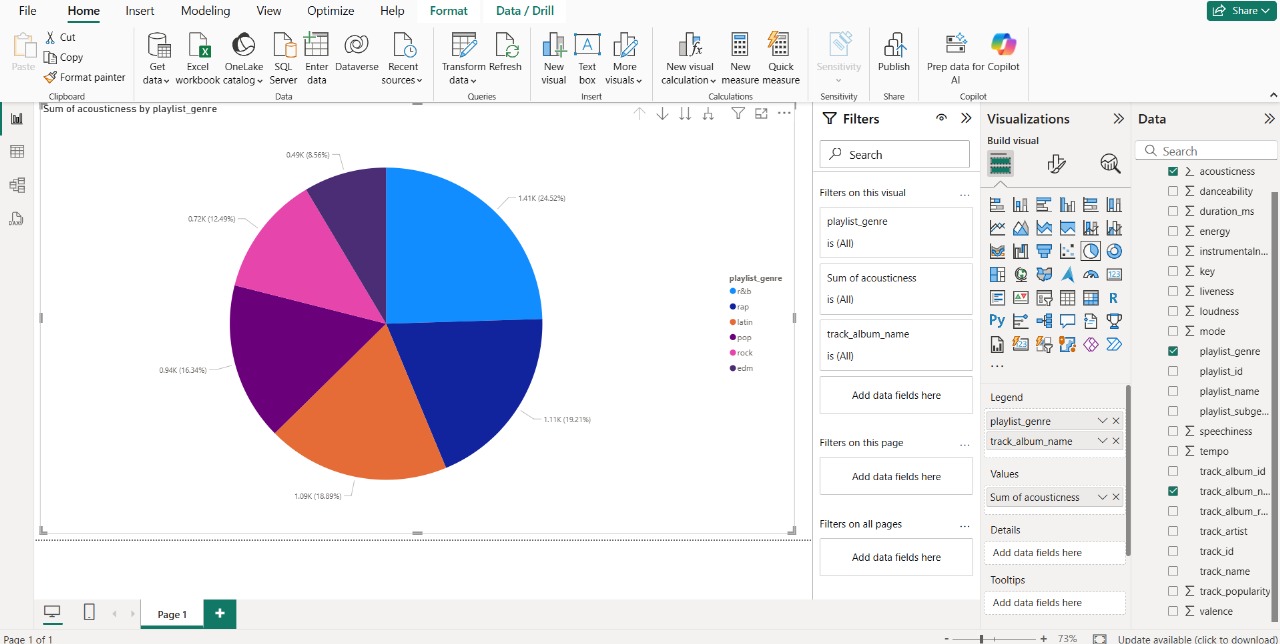 File Home Insert Modeling View Optimize Help Format Data / Drill Share
Paste
Cut
Copy
Format painter
Clipboard
Get data
Excel workbook
OneLake catalog
SQL Server
Enter data
Dataverse
Recent sources
Data
Transform data
Refresh
Queries
New visual
Text box
More visuals
Insert
New visual calculation
New measure
Quick measure
Calculations
Sensitivity
Sensitivity
Publish
Share
Prep data for AI
Copilot
Copilot
Sum of acousticness by playlist_genre
0.49K (8.56%)
1.41K (24.52%)
0.72K (12.49%)
0.94K (16.34%)
1.11K (19.21%)
1.09K (18.89%)
playlist_genre
r&b
rap
latin
pop
rock
edm
Filters
Search
Filters on this visual
playlist_genre
is (All)
Sum of acousticness
is (All)
track_album_name
is (All)
Add data fields here
Filters on this page
Add data fields here
Filters on all pages
Add data fields here
Visualizations
Build visual
123
R
Py
123
Legend
playlist_genre
track_album_name
Values
Sum of acousticness
Details
Add data fields here
Tooltips
Add data fields here
Data
Search
acousticness
danceability
duration_ms
energy
instrumentaln...
key
liveness
loudness
mode
playlist_genre
playlist_id
playlist_name
playlist_subge...
speechiness
tempo
track_album_id
track_album_n...
track_album_r...
track_artist
track_id
track_name
track_popularity
valence
Page 1
Page 1 of 1
- + 73%
Update available (click to download)